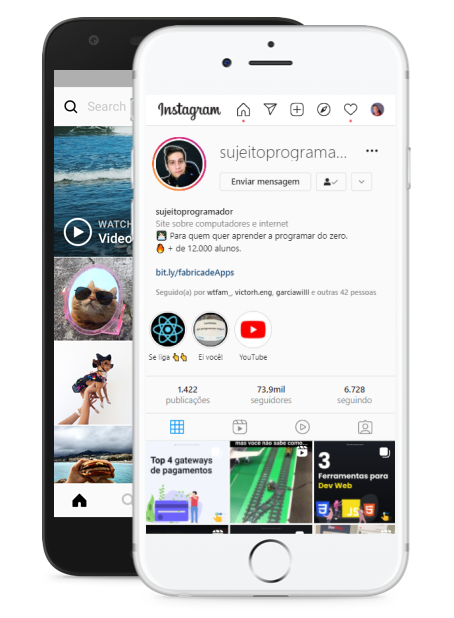 Search
WATCH
Video
Instagram
sujeitoprograma...
Enviar mensagem
sujeitoprogramador
Site sobre computadores e internet
Para quem quer aprender a programar do zero.
+ de 12.000 alunos.
bit.ly/fabricadeApps
Seguido(a) por wtfam_, victorh.eng, garciawilll e outras 42 pessoas
Se liga
Ei você!
YouTube
1.422
publicações
73,9mil
seguidores
6.728
seguindo
Top 4 gateways
de pagamentos
mas você não sabe como...
3
Ferramentas para
Dev Web
JS